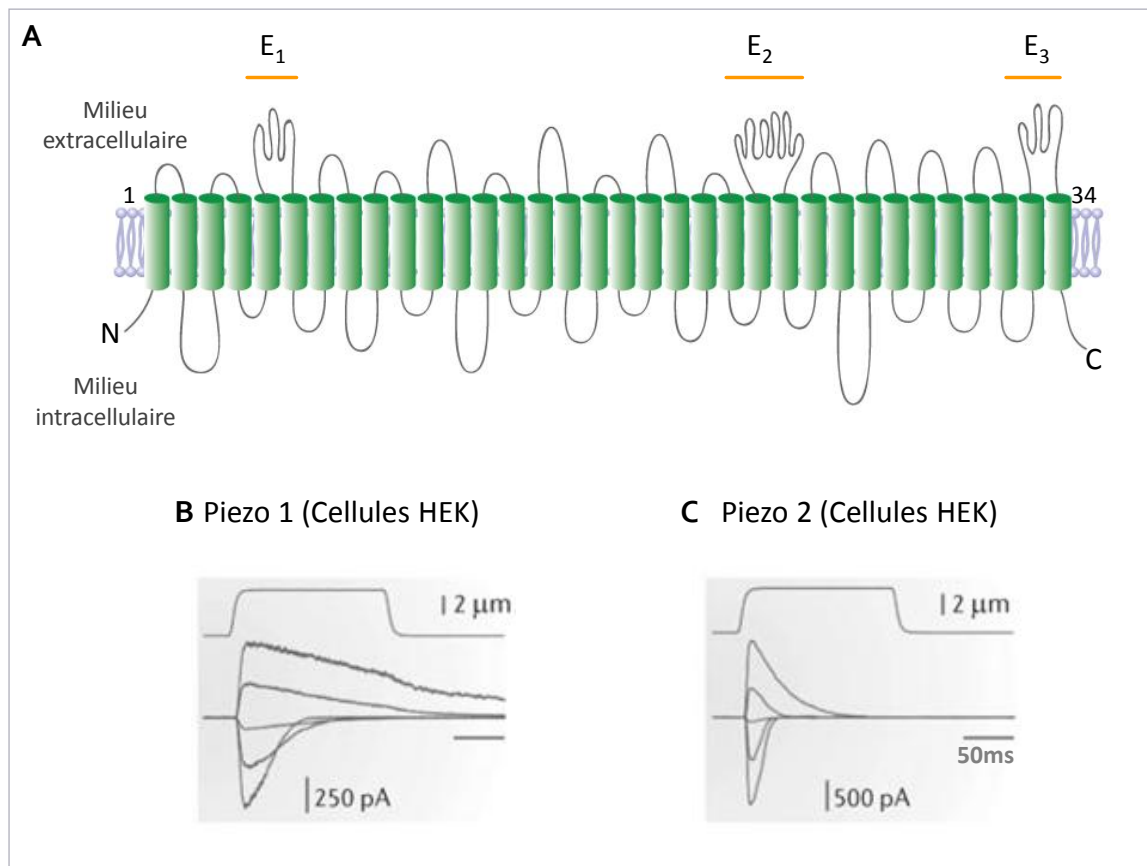 A
E1
E2
E3
Milieu
extracellulaire
1
34
N
C
Milieu
intracellulaire
B Piezo 1 (Cellules HEK)
C Piezo 2 (Cellules HEK)
2 μm
2 μm
50ms
250 pA
500 pA